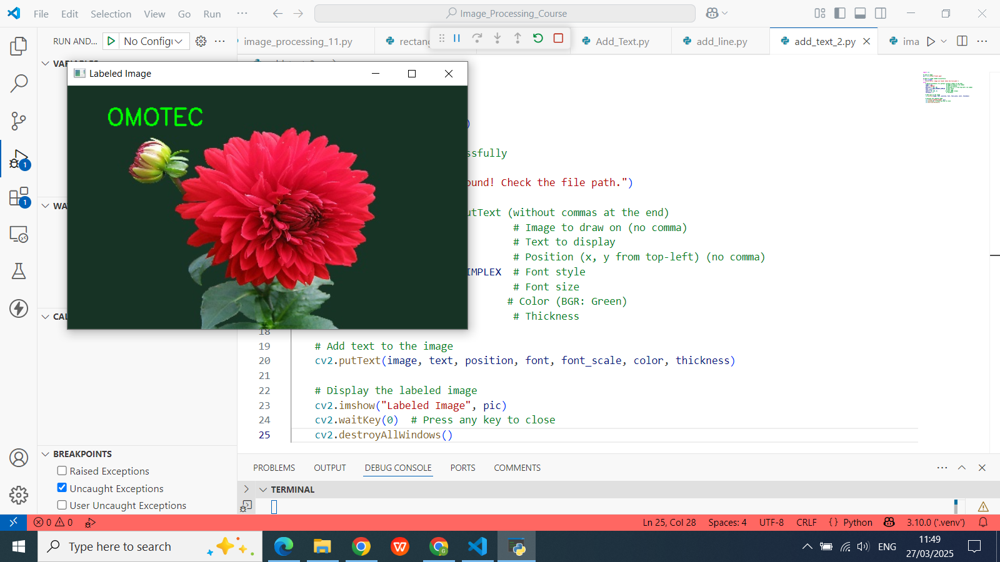 File Edit Selection View Go Run ··· Image_Processing_Course
RUN AND... No Configu image_processing_11.py Add_Text.py add_line.py add_text_2.py ima
Labeled Image
OMOTEC
)
ssfully
ound! Check the file path.")
utText (without commas at the end)
# Image to draw on (no comma)
# Text to display
# Position (x, y from top-left) (no comma)
IMPLEX # Font style
# Font size
# Color (BGR: Green)
# Thickness
18
19 # Add text to the image
20 cv2.putText(image, text, position, font, font_scale, color, thickness)
21
22 # Display the labeled image
23 cv2.imshow("Labeled Image", pic)
24 cv2.waitKey(0) # Press any key to close
25 cv2.destroyAllWindows()
BREAKPOINTS
Raised Exceptions
Uncaught Exceptions
User Uncaught Exceptions
1
1
PROBLEMS OUTPUT DEBUG CONSOLE PORTS COMMENTS
TERMINAL
0 0 Ln 25, Col 28 Spaces: 4 UTF-8 CRLF {} Python 3.10.0 ('.venv')
Type here to search ENG 11:49
27/03/2025